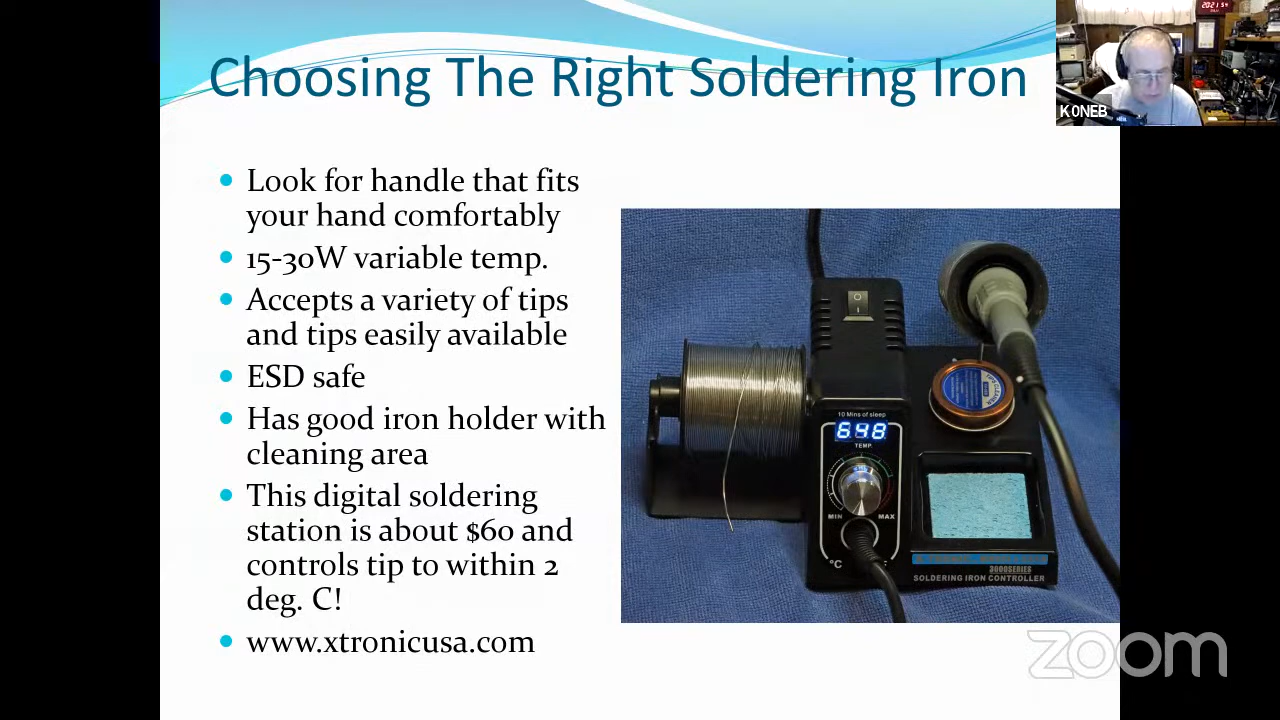 Choosing The Right Soldering Iron
K0NEB
Look for handle that fits
your hand comfortably
15-30W variable temp.
Accepts a variety of tips
and tips easily available
ESD safe
Has good iron holder with
cleaning area
This digital soldering
station is about $60 and
controls tip to within 2
deg. C!
www.xtronicusa.com
10 Mins of sleep
648
TEMP.
MIN MAX
°C
3000SERIES
SOLDERING IRON CONTROLLER
zoom